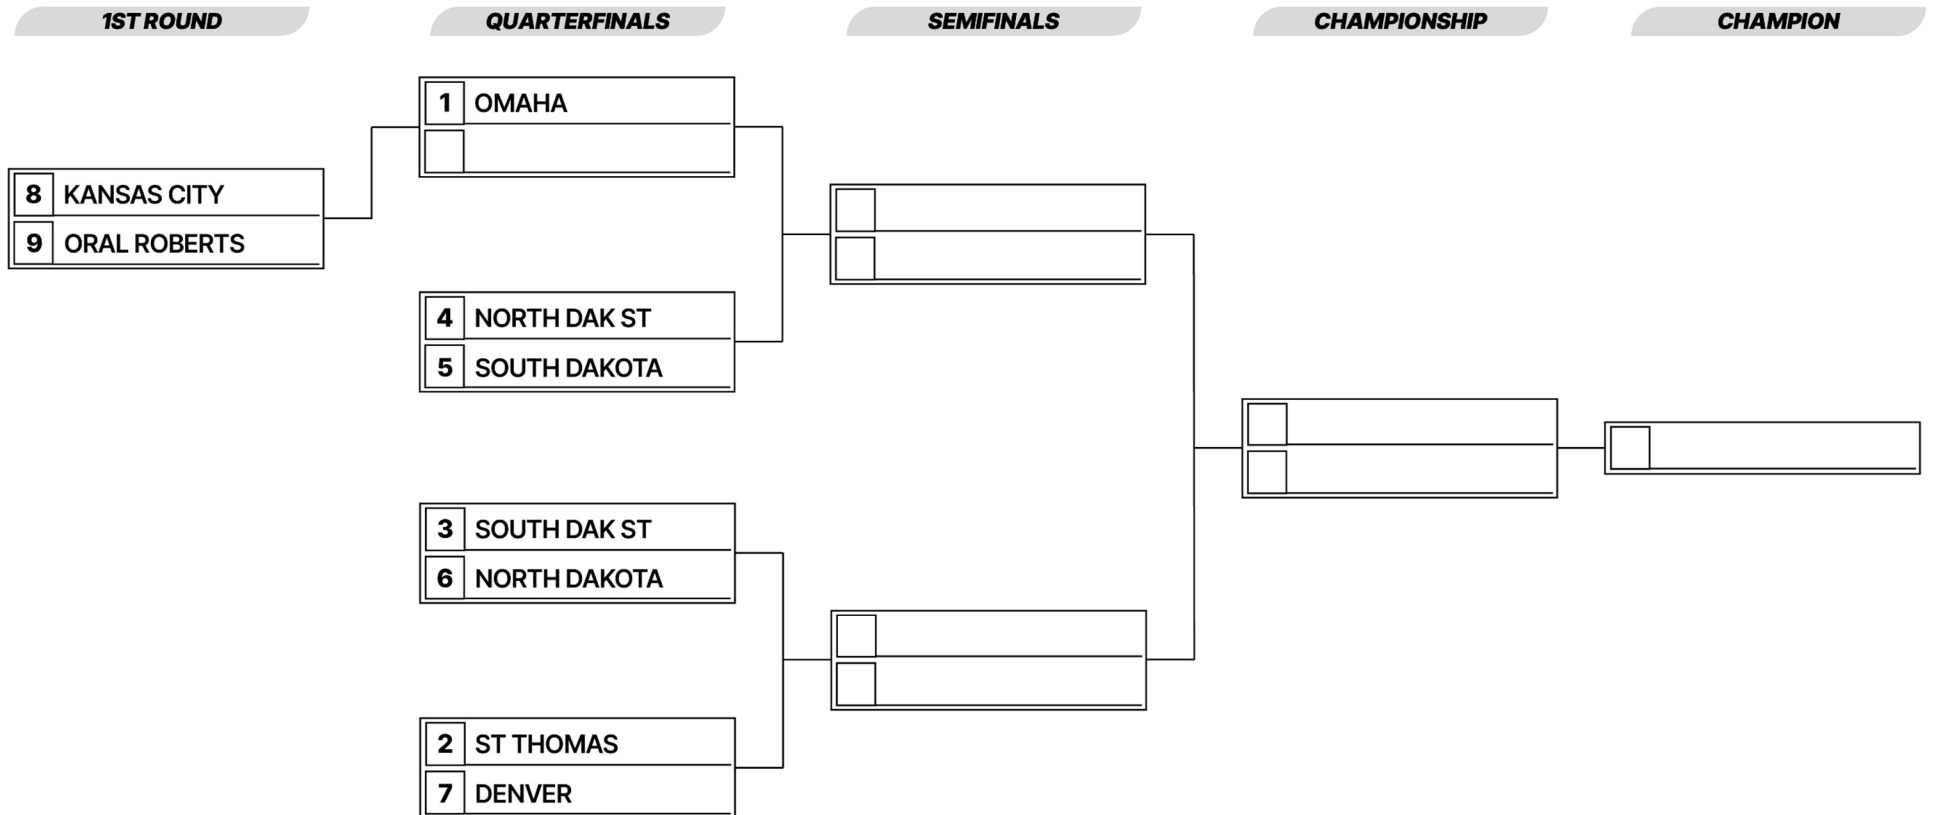 1ST ROUND
QUARTERFINALS
SEMIFINALS
CHAMPIONSHIP
CHAMPION
8 KANSAS CITY
9 ORAL ROBERTS
1 OMAHA
4 NORTH DAK ST
5 SOUTH DAKOTA
3 SOUTH DAK ST
6 NORTH DAKOTA
2 ST THOMAS
7 DENVER